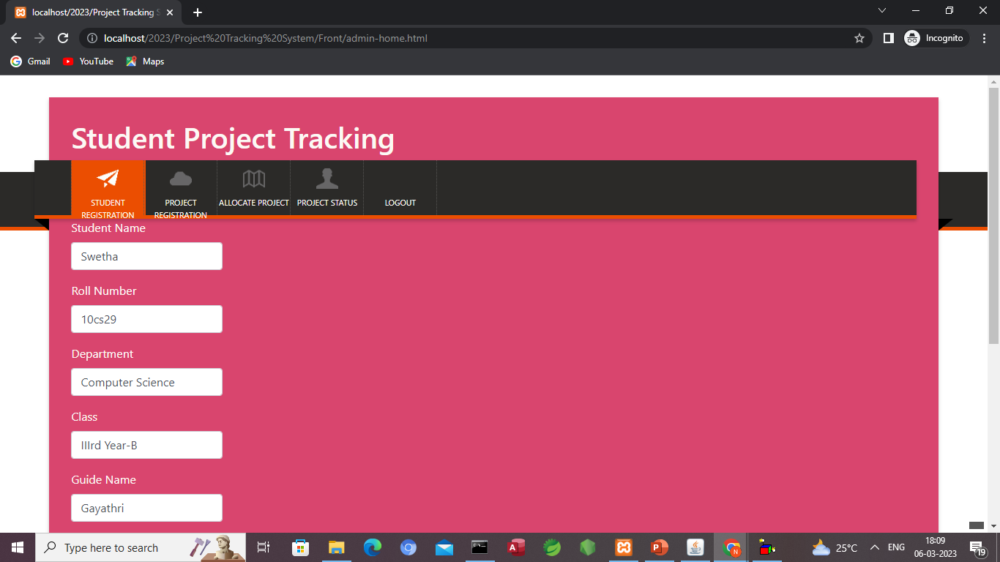 localhost/2023/Project Tracking S
localhost/2023/Project%20Tracking%20System/Front/admin-home.html
Incognito
Gmail
YouTube
Maps
Student Project Tracking
STUDENT REGISTRATION
PROJECT REGISTRATION
ALLOCATE PROJECT
PROJECT STATUS
LOGOUT
Student Name
Swetha
Roll Number
10cs29
Department
Computer Science
Class
IIIrd Year-B
Guide Name
Gayathri
Type here to search
25°C
ENG
18:09
06-03-2023
19